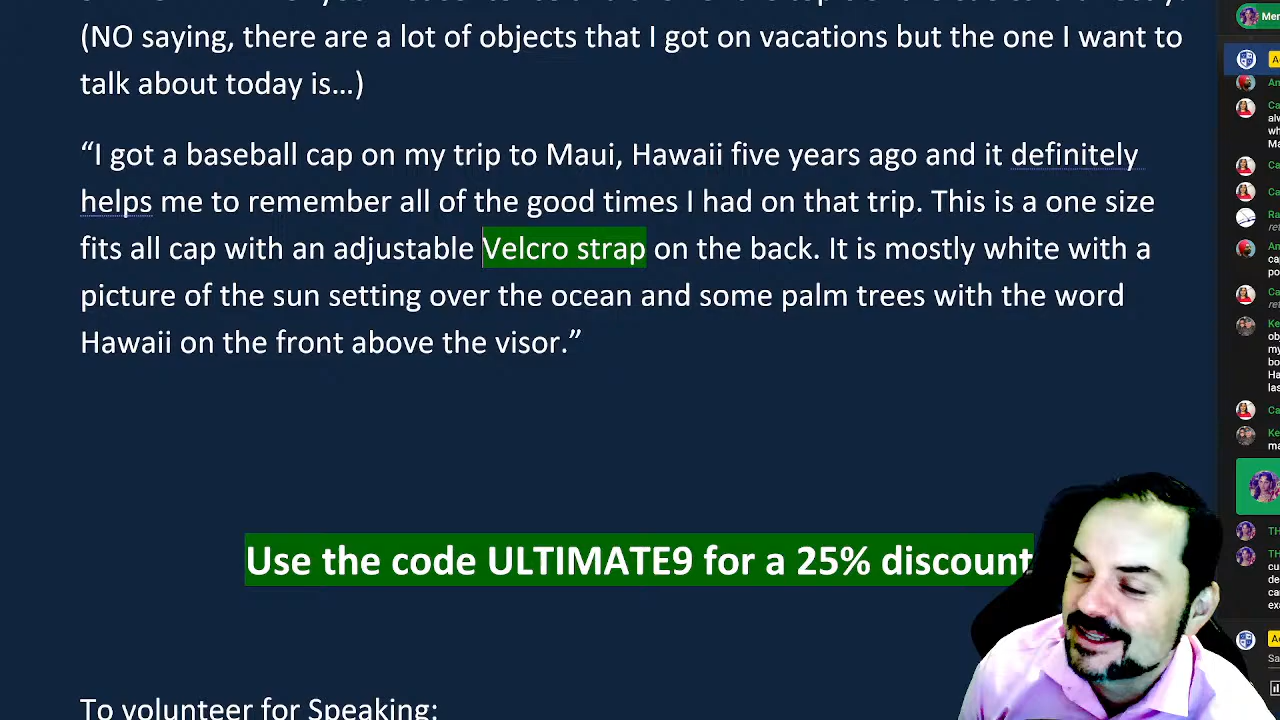 (NO saying, there are a lot of objects that I got on vacations but the one I want to
talk about today is...)
“I got a baseball cap on my trip to Maui, Hawaii five years ago and it definitely
helps me to remember all of the good times I had on that trip. This is a one size
fits all cap with an adjustable Velcro strap on the back. It is mostly white with a
picture of the sun setting over the ocean and some palm trees with the word
Hawaii on the front above the visor.”
Use the code ULTIMATE9 for a 25% discount
To volunteer for Speaking: